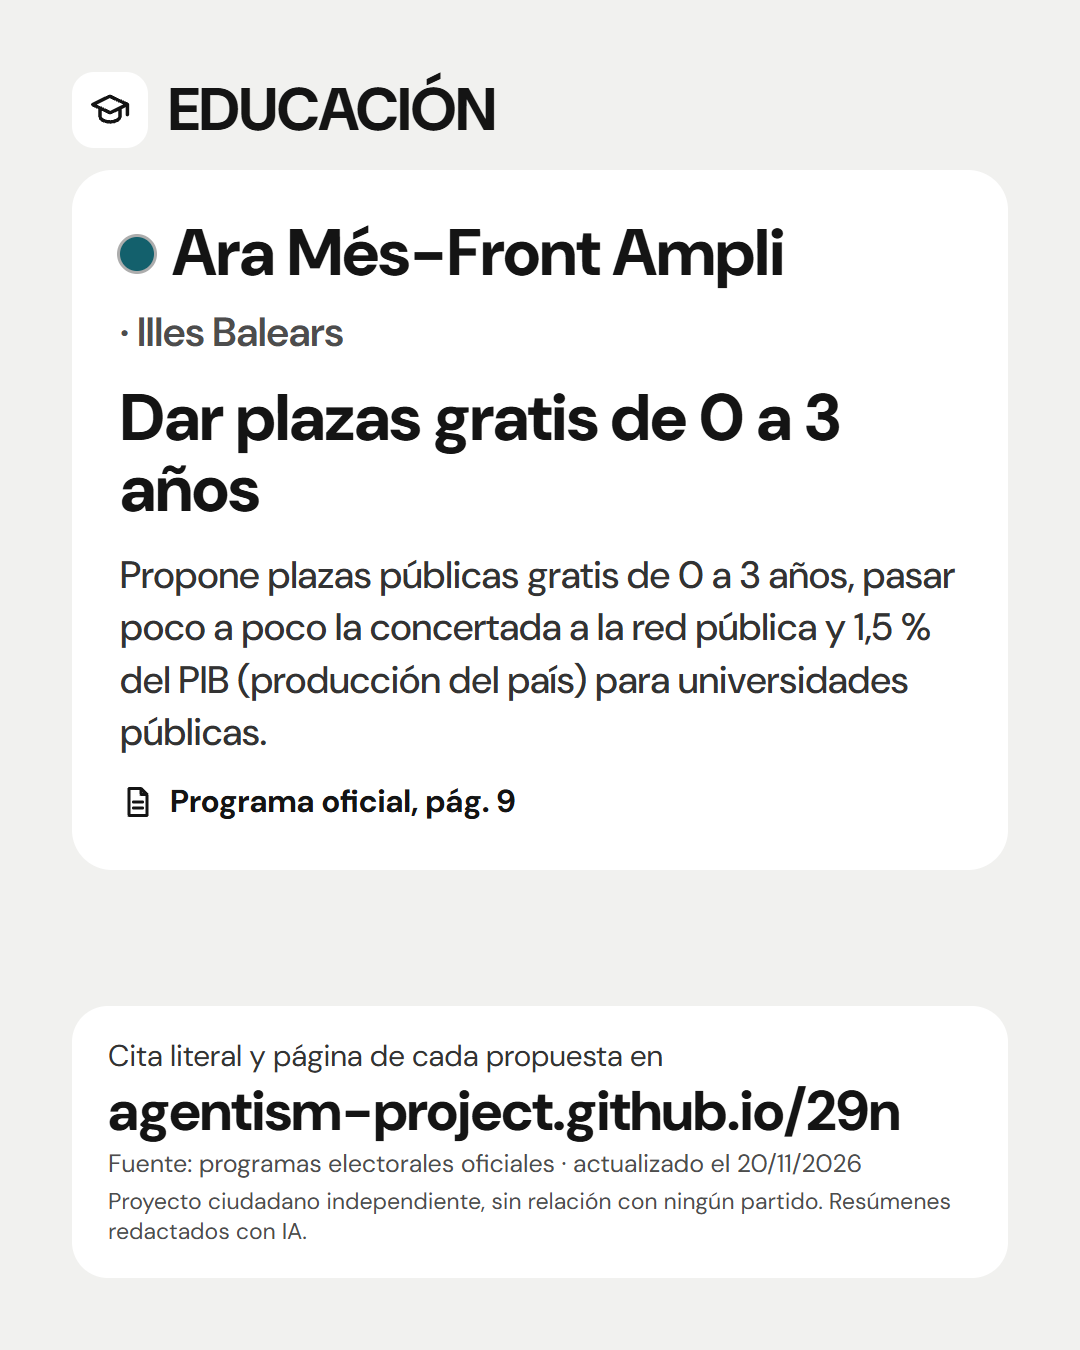 EDUCACIÓN
Ara Més-Front Ampli
· Illes Balears
Dar plazas gratis de 0 a 3
años
Propone plazas públicas gratis de 0 a 3 años, pasar
poco a poco la concertada a la red pública y 1,5 %
del PIB (producción del país) para universidades
públicas.
Programa oficial, pág. 9
Cita literal y página de cada propuesta en
agentism-project.github.io/29n
Fuente: programas electorales oficiales · actualizado el 20/11/2026
Proyecto ciudadano independiente, sin relación con ningún partido. Resúmenes
redactados con IA.